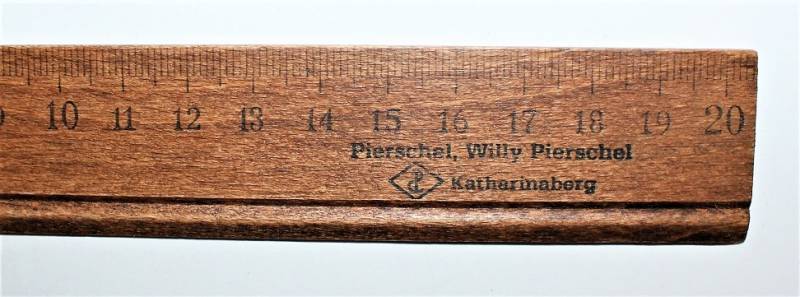 10 11 12 13 14 15 16 17 18 19 20
Pierschel, Willy Pierschel
Katharinaberg